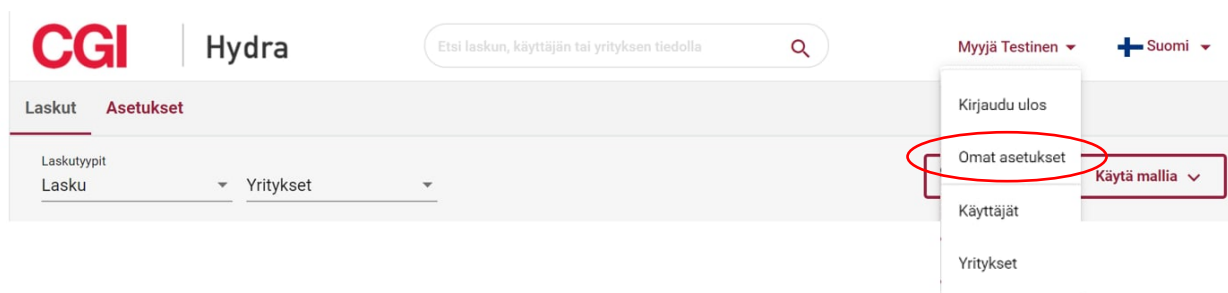 CGI Hydra Etsi laskun, käyttäjän tai yrityksen tiedolla Myyjä Testinen Suomi
Laskut Asetukset
Kirjaudu ulos
Omat asetukset
Laskutyypit
Lasku Yritykset
Käytä mallia
Käyttäjät
Yritykset